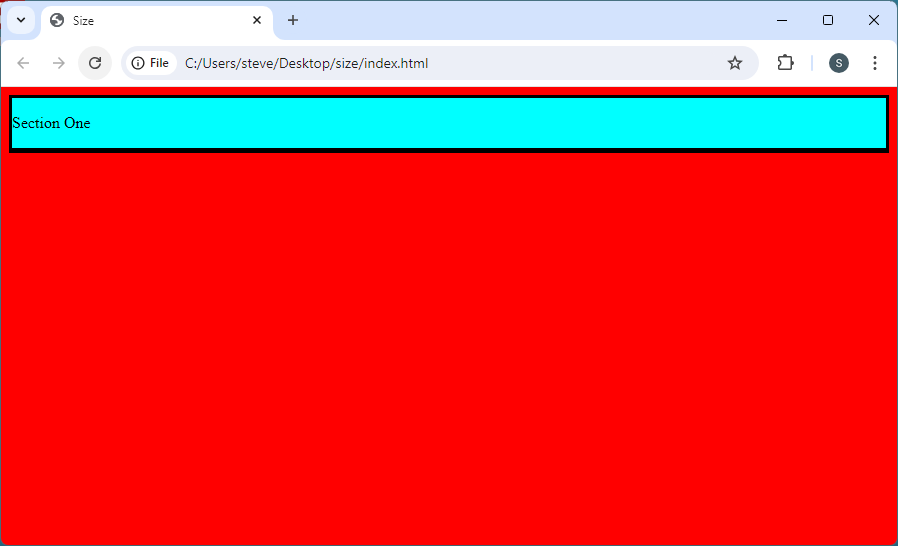 Size
File
C:/Users/steve/Desktop/size/index.html
S
Section One